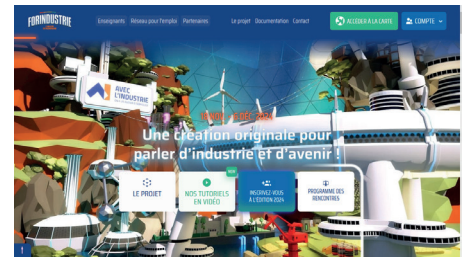 FORINDUSTRIE
Enseignants Réseau pour l'emploi Partenaires Le projet Documentation Contact
ACCÉDER À LA CARTE
COMPTE
AVEC
L'INDUSTRIE
Une création originale pour
parler d'industrie et d'avenir !
LE PROJET
NOS TUTORIELS
EN VIDÉO
INSCRIVEZ-VOUS
À L'ÉDITION 2024
PROGRAMME DES
RENCONTRES